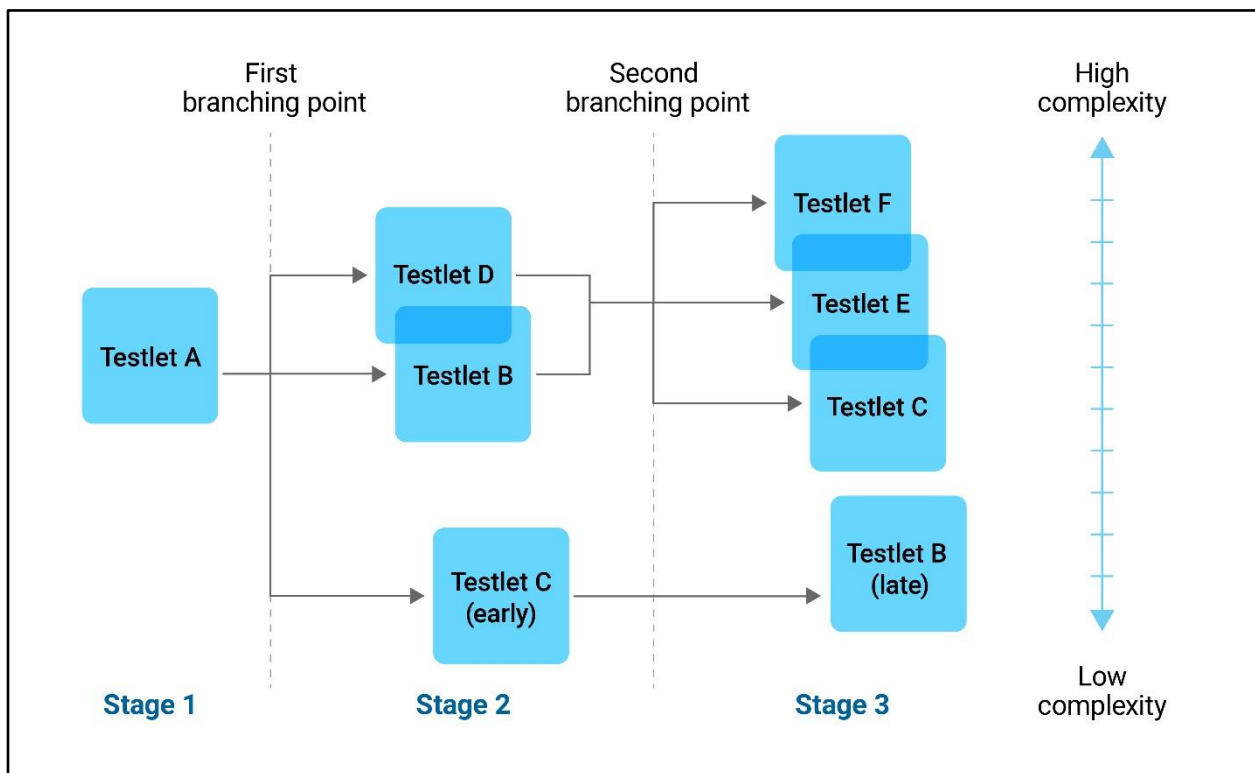 First
branching point
Second
branching point
High
complexity
Testlet A
Testlet D
Testlet B
Testlet C
(early)
Testlet F
Testlet E
Testlet C
Testlet B
(late)
Low
complexity
Stage 1
Stage 2
Stage 3